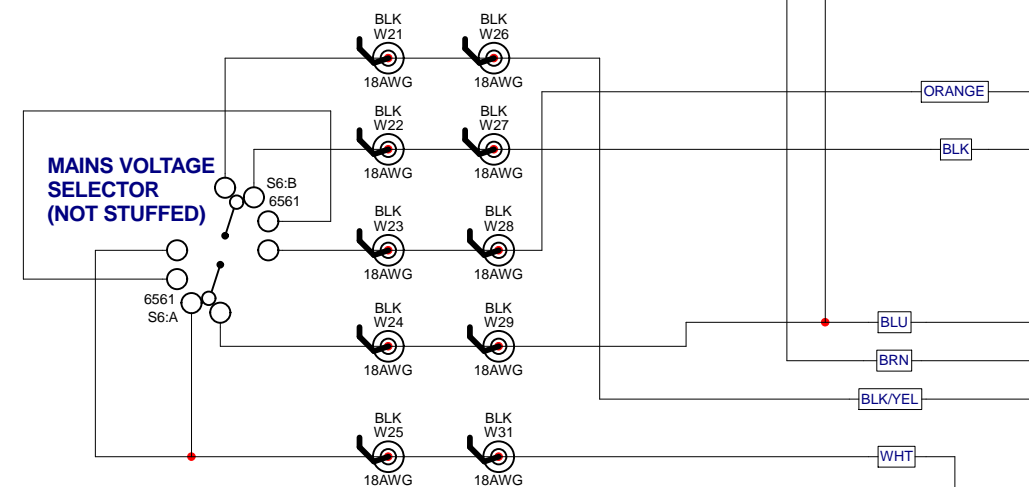 BLK
W21
18AWG
BLK
W26
18AWG
ORANGE
BLK
W22
18AWG
BLK
W27
18AWG
BLK
MAINS VOLTAGE
SELECTOR
(NOT STUFFED)
S6:B
6561
BLK
W23
18AWG
BLK
W28
18AWG
6561
S6:A
BLK
W24
18AWG
BLK
W29
18AWG
BLU
BRN
BLK/YEL
BLK
W25
18AWG
BLK
W31
18AWG
WHT